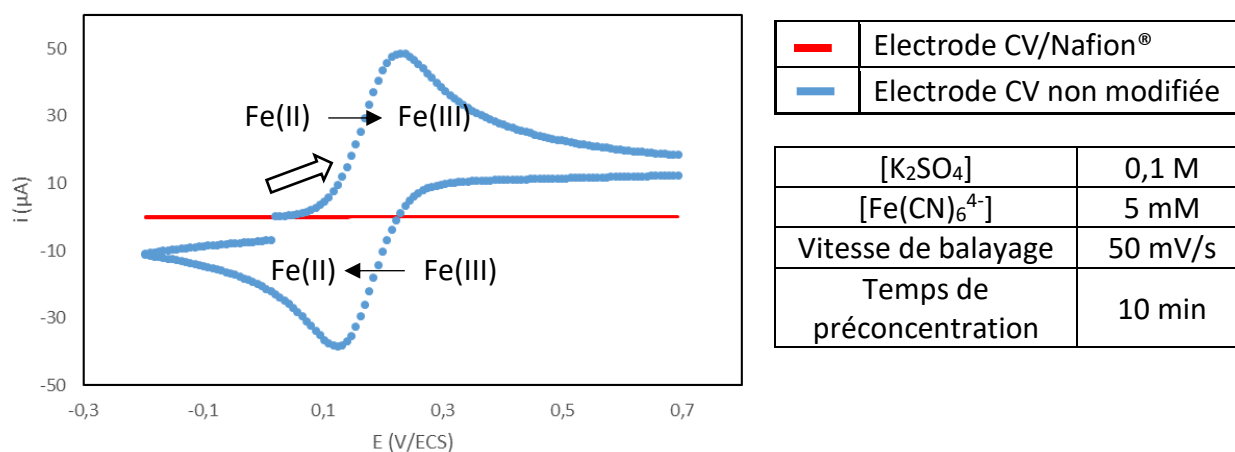 50
30
10
-10
-30
-50
i (µA)
Fe(II) → Fe(III)
Fe(II) ← Fe(III)
-0,3 -0,1 0,1 0,3 0,5 0,7
E (V/ECS)
Electrode CV/Nafion®
Electrode CV non modifiée
[K₂SO₄] 0,1 M
[Fe(CN)₆⁴⁻] 5 mM
Vitesse de balayage 50 mV/s
Temps de
préconcentration 10 min